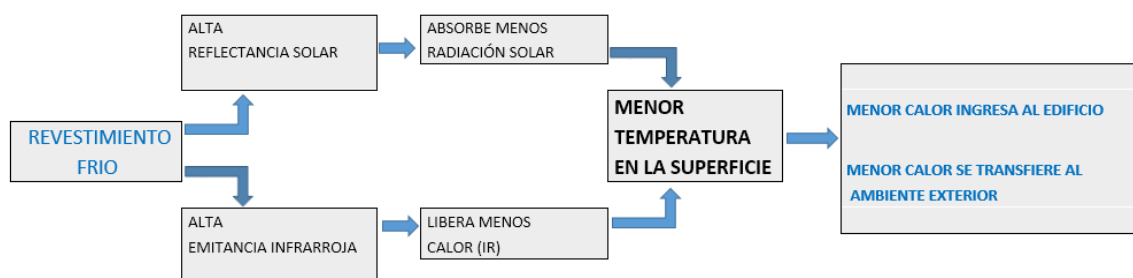 REVESTIMIENTO
FRIO
ALTA
REFLECTANCIA SOLAR
ABSORBE MENOS
RADIACIÓN SOLAR
ALTA
EMITANCIA INFRARROJA
LIBERA MENOS
CALOR (IR)
MENOR
TEMPERATURA
EN LA SUPERFICIE
MENOR CALOR INGRESA AL EDIFICIO
MENOR CALOR SE TRANSFIERE AL
AMBIENTE EXTERIOR